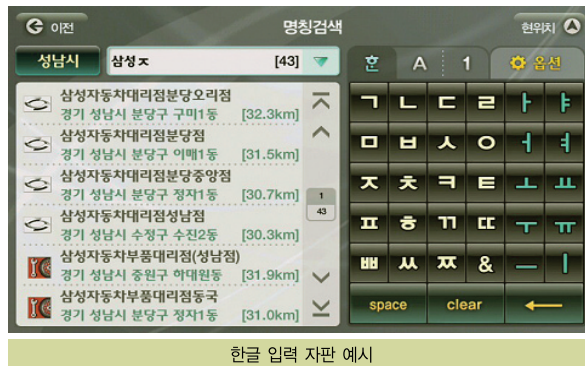 이전 명칭검색 현위치
성남시 삼성ㅈ [43] 한 A 1 옵션
삼성자동차대리점분당오리점
경기 성남시 분당구 구미1동 [32.3km]
삼성자동차대리점분당점
경기 성남시 분당구 이매1동 [31.5km]
삼성자동차대리점분당중앙점
경기 성남시 분당구 정자1동 [30.7km]
삼성자동차대리점성남점
경기 성남시 수정구 수진2동 [30.3km]
삼성자동차부품대리점(성남점)
경기 성남시 중원구 하대원동 [31.9km]
삼성자동차부품대리점동국
경기 성남시 분당구 정자1동 [31.0km]
1
43
ㄱ ㄴ ㄷ ㄹ ㅏ ㅑ
ㅁ ㅂ ㅅ ㅇ ㅓ ㅕ
ㅈ ㅊ ㅋ ㅌ ㅗ ㅛ
ㅍ ㅎ ㄲ ㄸ ㅜ ㅠ
ㅃ ㅆ ㅉ & ㅡ ㅣ
space clear
한글 입력 자판 예시